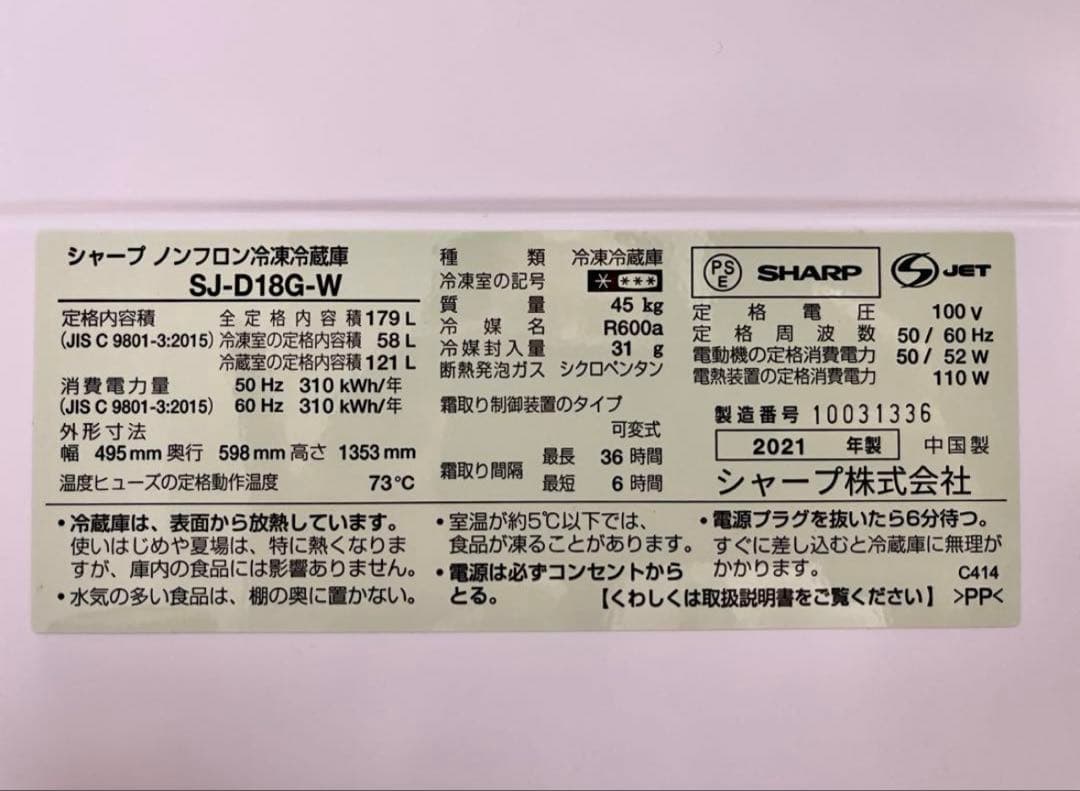 シャープ ノンフロン冷凍冷蔵庫
SJ-D18G-W
定格内容積 全定格内容積 179 L
(JIS C 9801-3:2015) 冷凍室の定格内容積 58 L
冷蔵室の定格内容積 121 L
消費電力量 50 Hz 310 kWh/年
(JIS C 9801-3:2015) 60 Hz 310 kWh/年
外形寸法
幅 495 mm 奥行 598 mm 高さ 1353 mm
温度ヒューズの定格動作温度 73℃
種類 冷凍冷蔵庫
冷凍室の記号 * ***
質量 45 kg
冷媒名 R600a
冷媒封入量 31 g
断熱発泡ガス シクロペンタン
霜取り制御装置のタイプ
可変式
霜取り間隔 最長 36 時間
最短 6 時間
PSE SHARP JET
定格電圧 100 V
定格周波数 50 / 60 Hz
電動機の定格消費電力 50 / 52 W
電熱装置の定格消費電力 110 W
製造番号 10031336
2021 年製 中国製
シャープ株式会社
・冷蔵庫は、表面から放熱しています。
使いはじめや夏場は、特に熱くなりま
すが、庫内の食品には影響ありません。
・水気の多い食品は、棚の奥に置かない。
・室温が約5℃以下では、
食品が凍ることがあります。
・電源は必ずコンセントから
とる。
・電源プラグを抜いたら6分待つ。
すぐに差し込むと冷蔵庫に無理が
かかります。 C414
【くわしくは取扱説明書をご覧ください】 >PP<